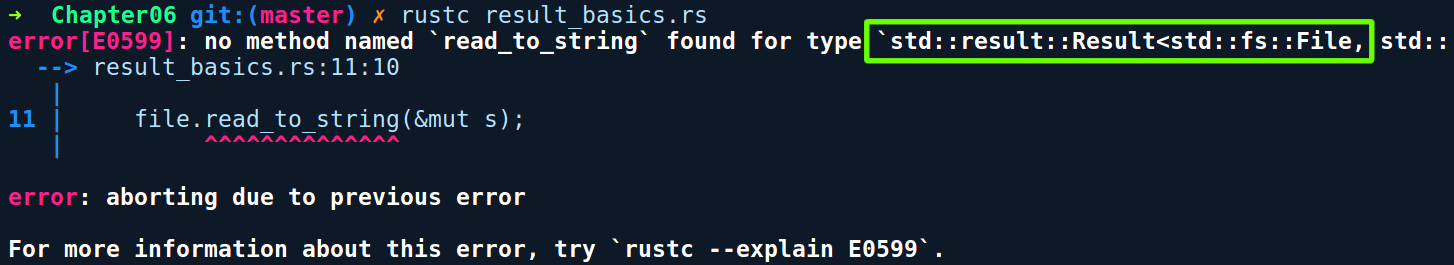 ➜  Chapter06 git:(master) ✗ rustc result_basics.rs
error[E0599]: no method named `read_to_string` found for type `std::result::Result<std::fs::File, std::
  --> result_basics.rs:11:10
   |
11 |     file.read_to_string(&mut s);
   |          ^^^^^^^^^^^^^^
error: aborting due to previous error
For more information about this error, try `rustc --explain E0599`.